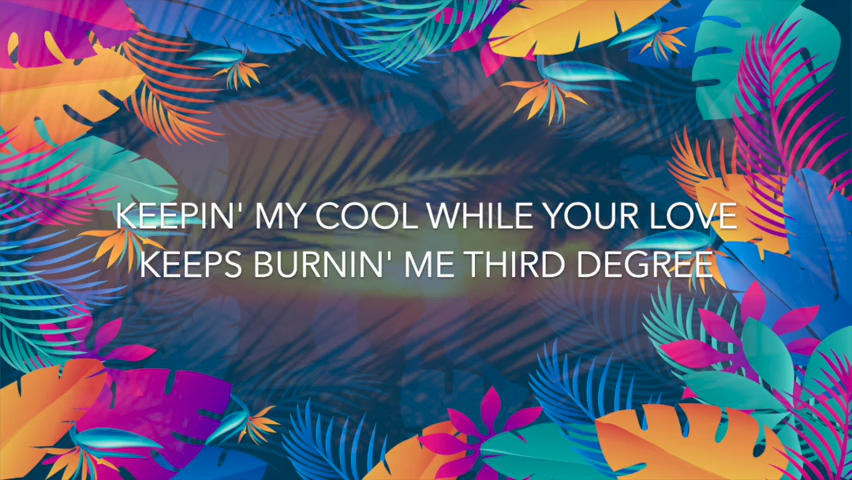 KEEPIN' MY COOL WHILE YOUR LOVE
KEEPS BURNIN' ME THIRD DEGREE